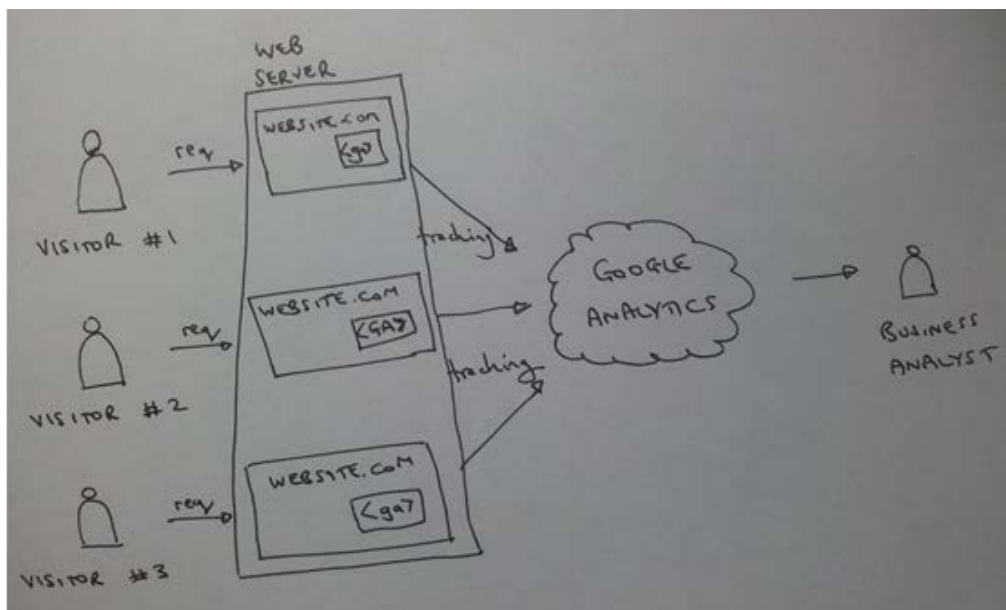 WEB
SERVER
WEBSITE.COM
<ga>
req
VISITOR #1
tracking
GOOGLE
ANALYTICS
WEBSITE.COM
<GA>
req
VISITOR #2
BUSINESS
ANALYST
tracking
WEBSITE.COM
<ga>
req
VISITOR #3